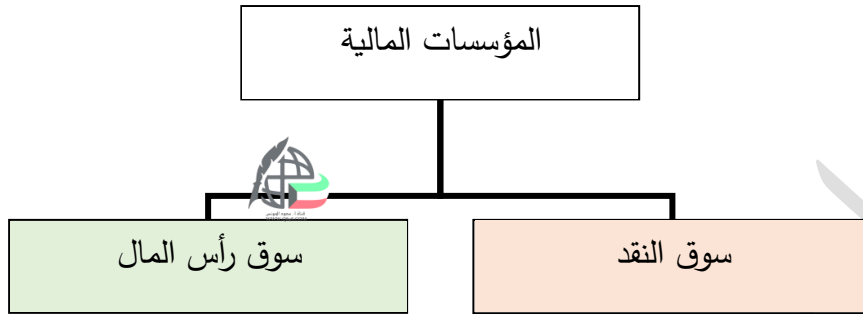 المؤسسات المالية
سوق النقد
سوق رأس المال